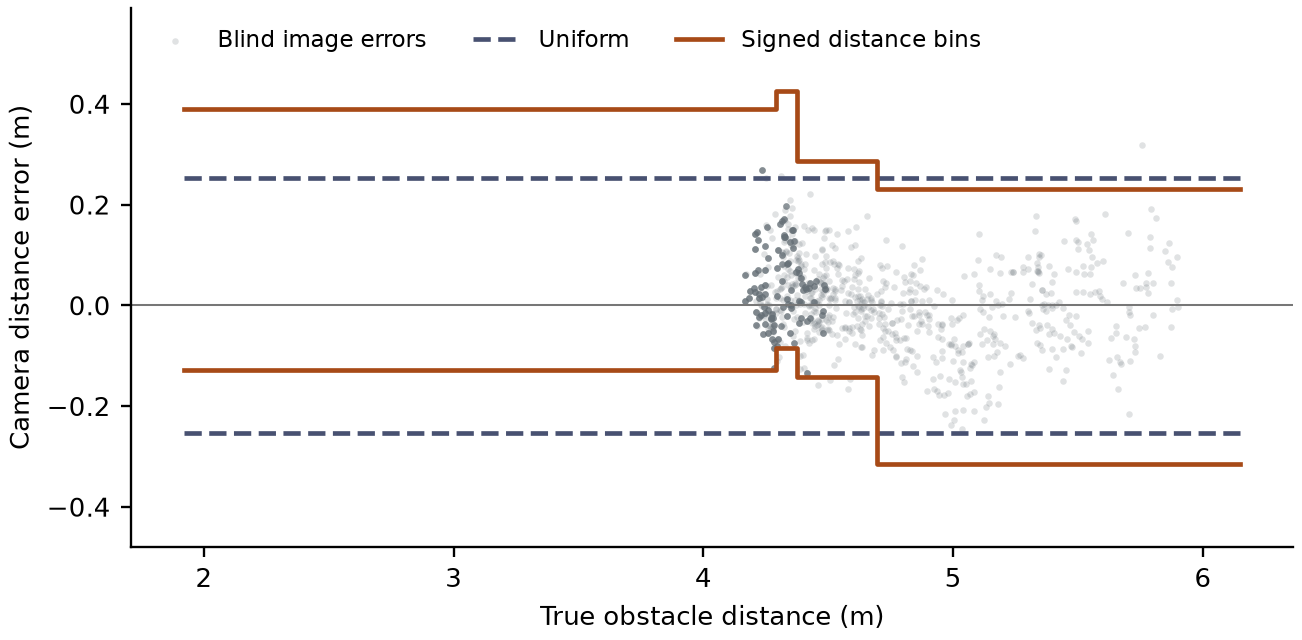 Blind image errors Uniform Signed distance bins
Camera distance error (m)
0.4
0.2
0.0
−0.2
−0.4
2 3 4 5 6
True obstacle distance (m)